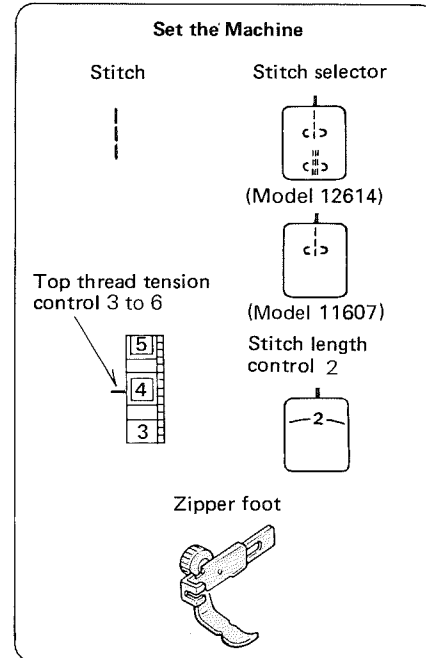 Set the Machine
Stitch
Stitch selector
(Model 12614)
(Model 11607)
Top thread tension
control 3 to 6
5
4
3
Stitch length
control 2
2
Zipper foot